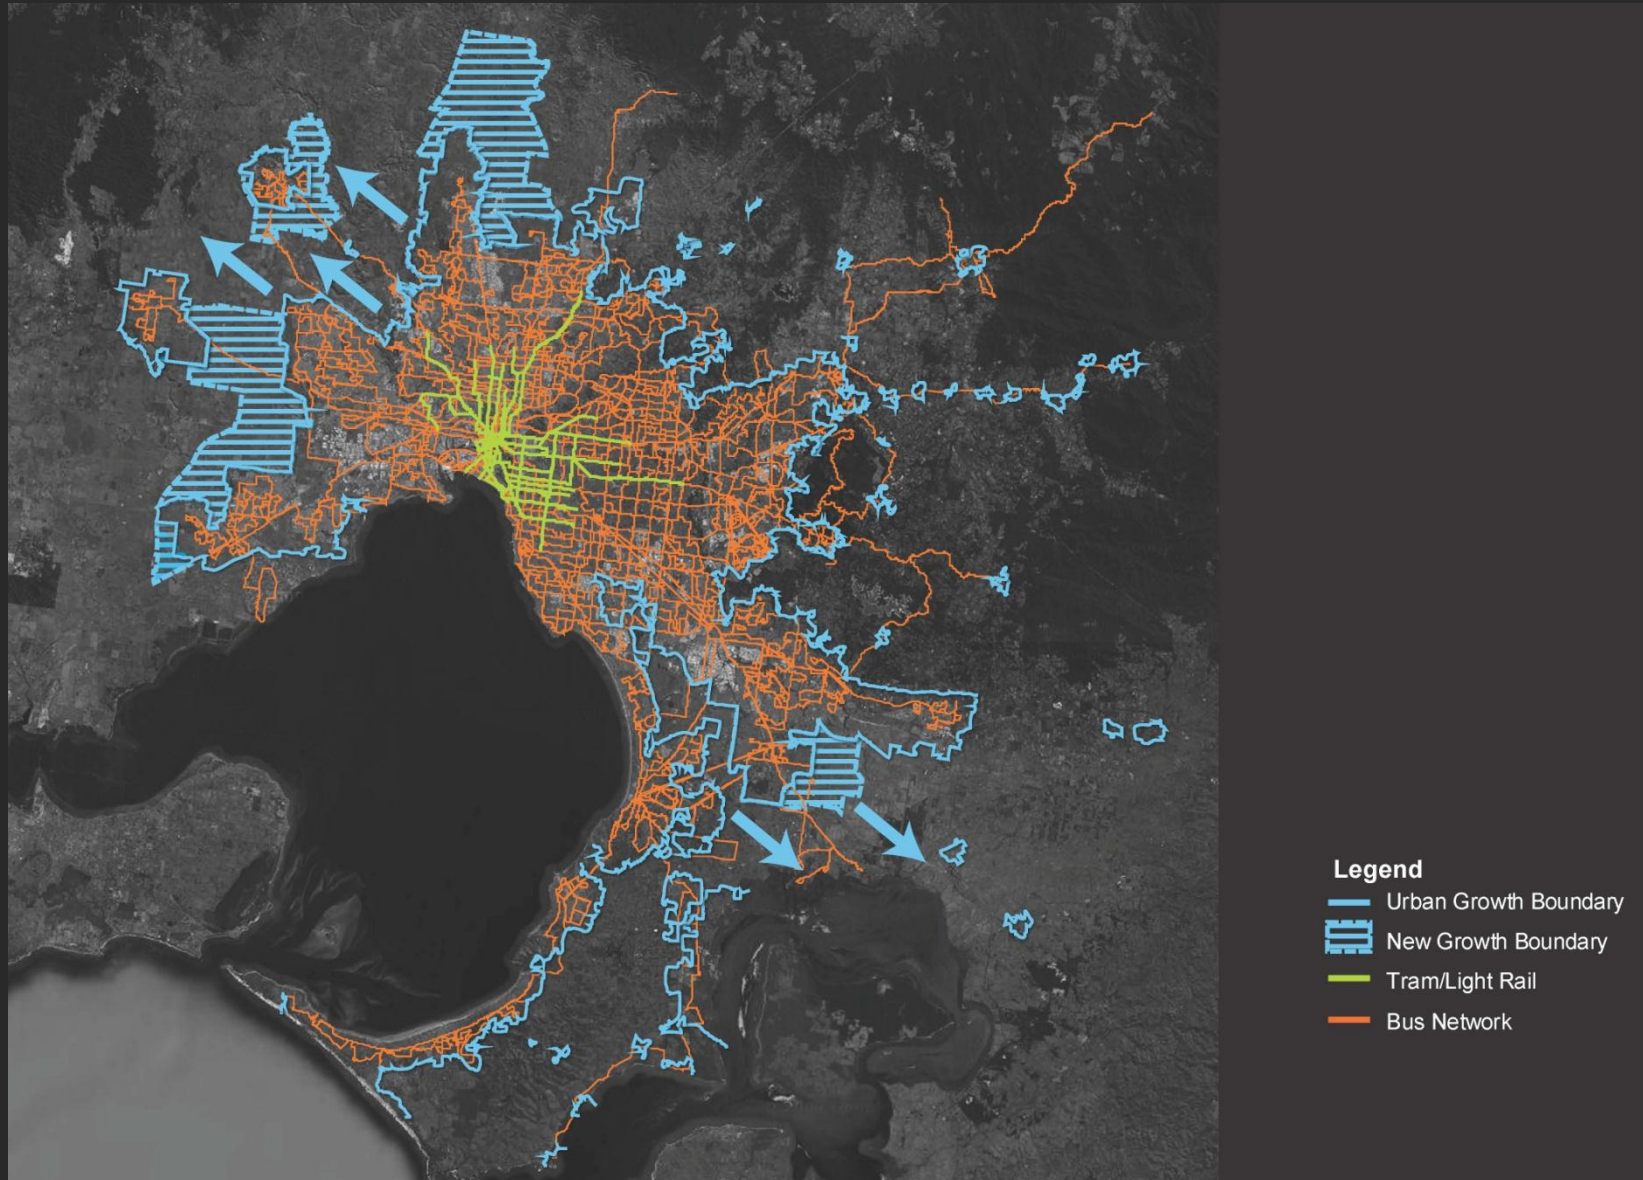 Legend
Urban Growth Boundary
New Growth Boundary
Tram/Light Rail
Bus Network